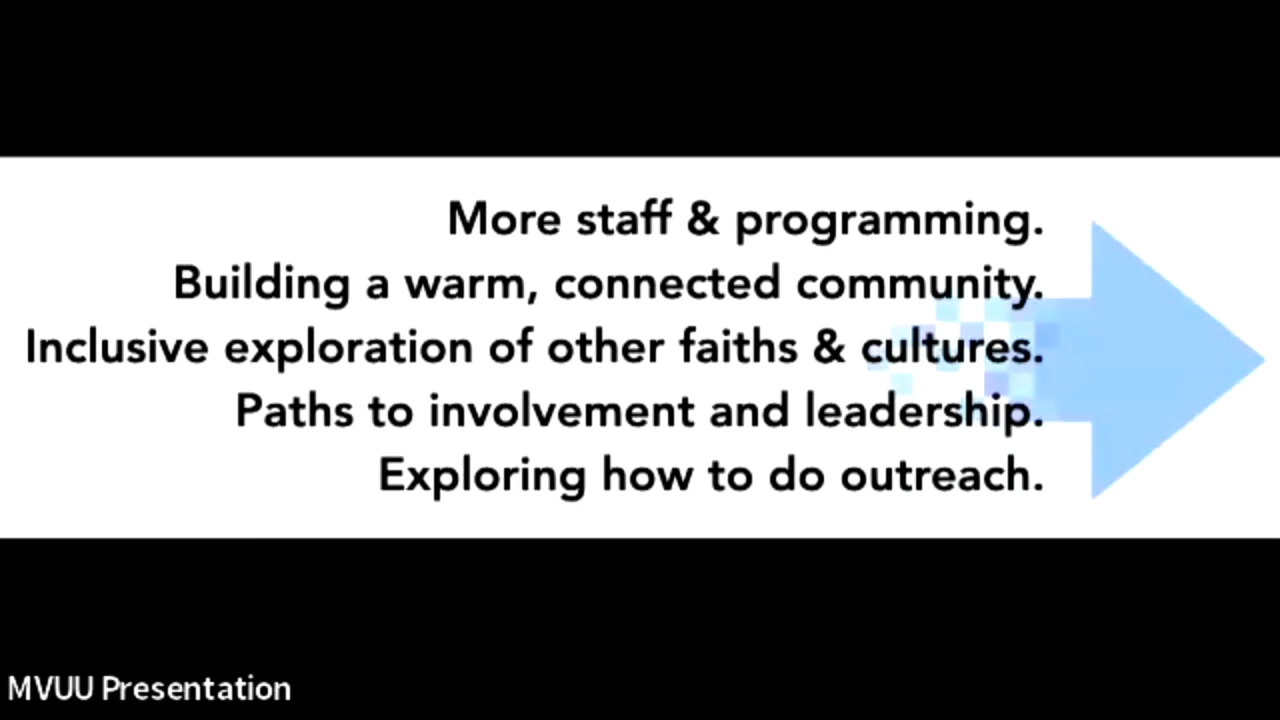 More staff & programming.
Building a warm, connected community.
Inclusive exploration of other faiths & cultures.
Paths to involvement and leadership.
Exploring how to do outreach.
MVUU Presentation